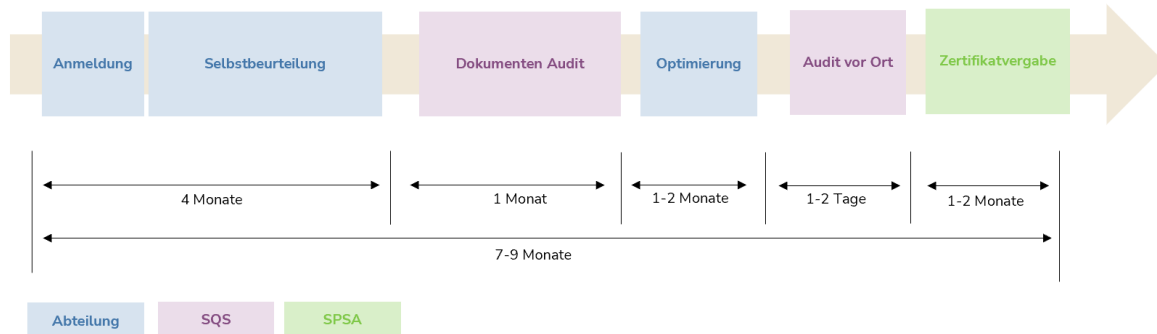 Anmeldung
Selbstbeurteilung
Dokumenten Audit
Optimierung
Audit vor Ort
Zertifikatvergabe
4 Monate
1 Monat
1-2 Monate
1-2 Tage
1-2 Monate
7-9 Monate
Abteilung
SQS
SPSA